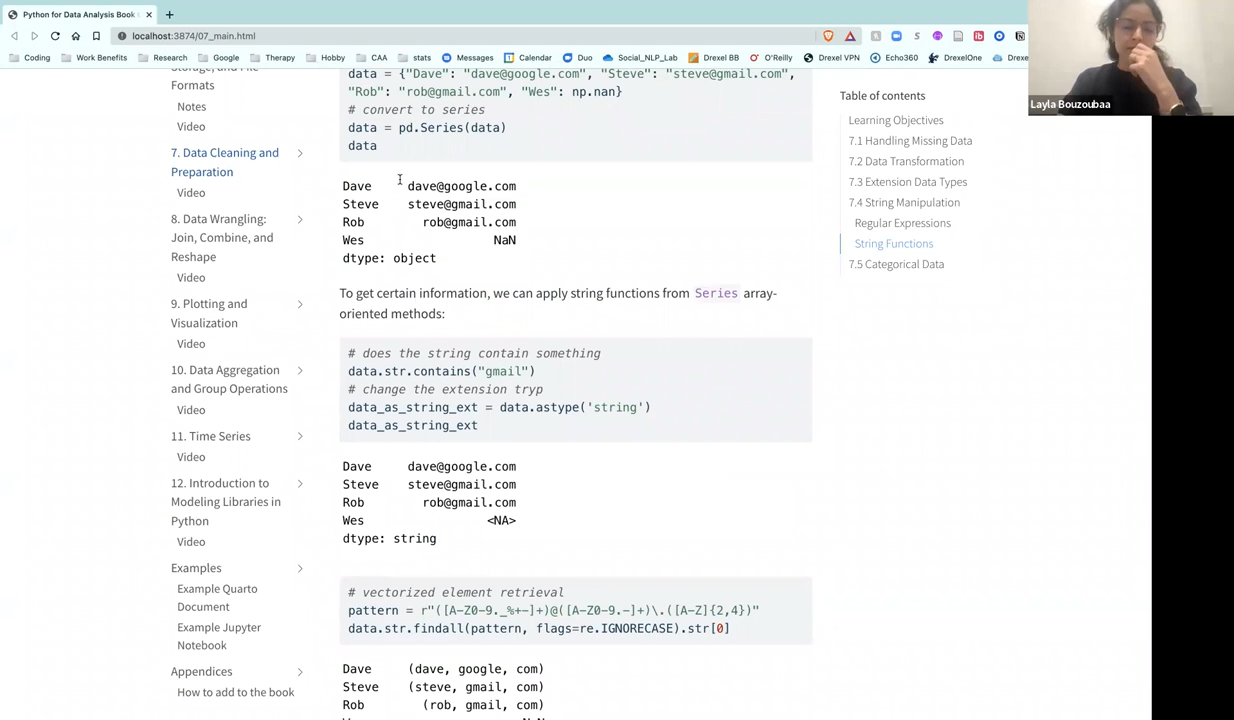 Python for Data Analysis Book
localhost:3874/07_main.html
Coding
Work Benefits
Research
Google
Therapy
Hobby
CAA
stats
Messages
Calendar
Duo
Social_NLP_Lab
Drexel BB
O'Reilly
Drexel VPN
Echo360
DrexelOne
Dre
Layla Bouzoubaa
Formats
Notes
Video
7. Data Cleaning and
Preparation
Video
8. Data Wrangling:
Join, Combine, and
Reshape
Video
9. Plotting and
Visualization
Video
10. Data Aggregation
and Group Operations
Video
11. Time Series
Video
12. Introduction to
Modeling Libraries in
Python
Video
Examples
Example Quarto
Document
Example Jupyter
Notebook
Appendices
How to add to the book
data = {"Dave": "dave@google.com", "Steve": "steve@gmail.com",
"Rob": "rob@gmail.com", "Wes": np.nan}
# convert to series
data = pd.Series(data)
data
Dave dave@google.com
Steve steve@gmail.com
Rob rob@gmail.com
Wes NaN
dtype: object
To get certain information, we can apply string functions from Series array-
oriented methods:
# does the string contain something
data.str.contains("gmail")
# change the extension tryp
data_as_string_ext = data.astype('string')
data_as_string_ext
Dave dave@google.com
Steve steve@gmail.com
Rob rob@gmail.com
Wes <NA>
dtype: string
# vectorized element retrieval
pattern = r"([A-Z0-9._%+-]+)@([A-Z0-9.-]+)\.([A-Z]{2,4})"
data.str.findall(pattern, flags=re.IGNORECASE).str[0]
Dave (dave, google, com)
Steve (steve, gmail, com)
Rob (rob, gmail, com)
Table of contents
Learning Objectives
7.1 Handling Missing Data
7.2 Data Transformation
7.3 Extension Data Types
7.4 String Manipulation
Regular Expressions
String Functions
7.5 Categorical Data